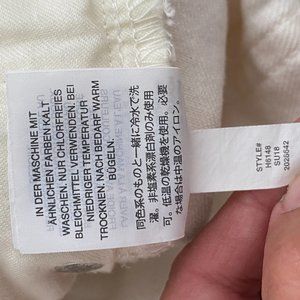 IN DER MASCHINE MIT
ÄHNLICHEN FARBEN KALT
WASCHEN. NUR CHLORFREIES
BLEICHMITTEL VERWENDEN. BEI
NIEDRIGER TEMPERATUR
TROCKNEN. NACH BEDARF WARM
BÜGELN.
同色系のものと一緒に冷水で洗
濯。非塩素系漂白剤のみ使用
可。低温の乾燥機を使用。必要
な場合は中温のアイロン。
STYLE#
H6148
SU18
2028642